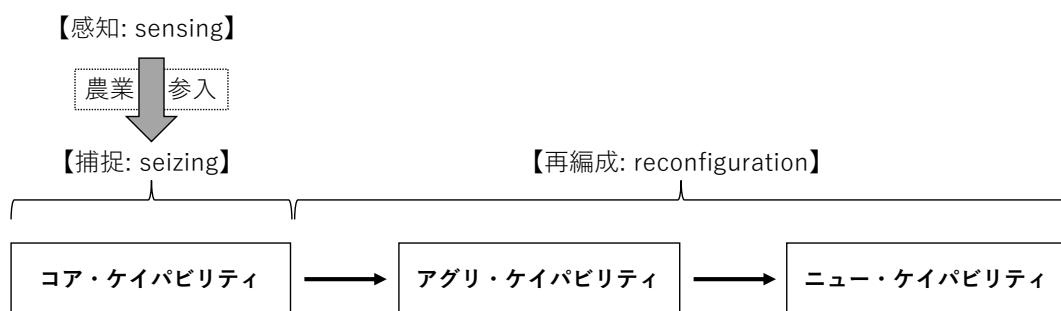 【感知: sensing】
農業 参入
【捕捉: seizing】
【再編成: reconfiguration】
コア・ケイパビリティ
アグリ・ケイパビリティ
ニュー・ケイパビリティ